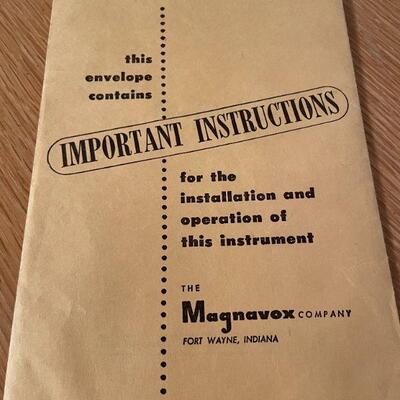 this
envelope
contains
IMPORTANT INSTRUCTIONS
for the
installation and
operation of
this instrument
THE
Magnavox COMPANY
FORT WAYNE, INDIANA